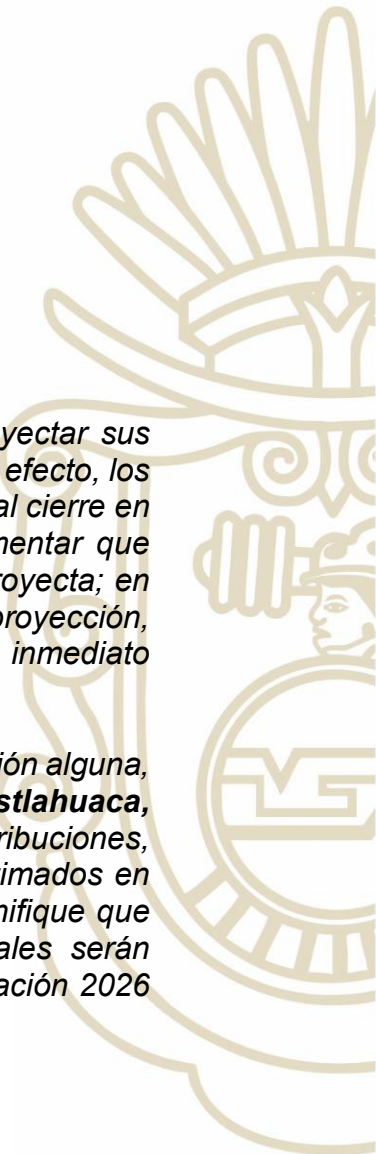 yectar sus
efecto, los
al cierre en
mentar que
royecta; en
proyección,
inmediato
ión alguna,
stlahuaca,
ribuciones,
timados en
nifique que
ales serán
ación 2026